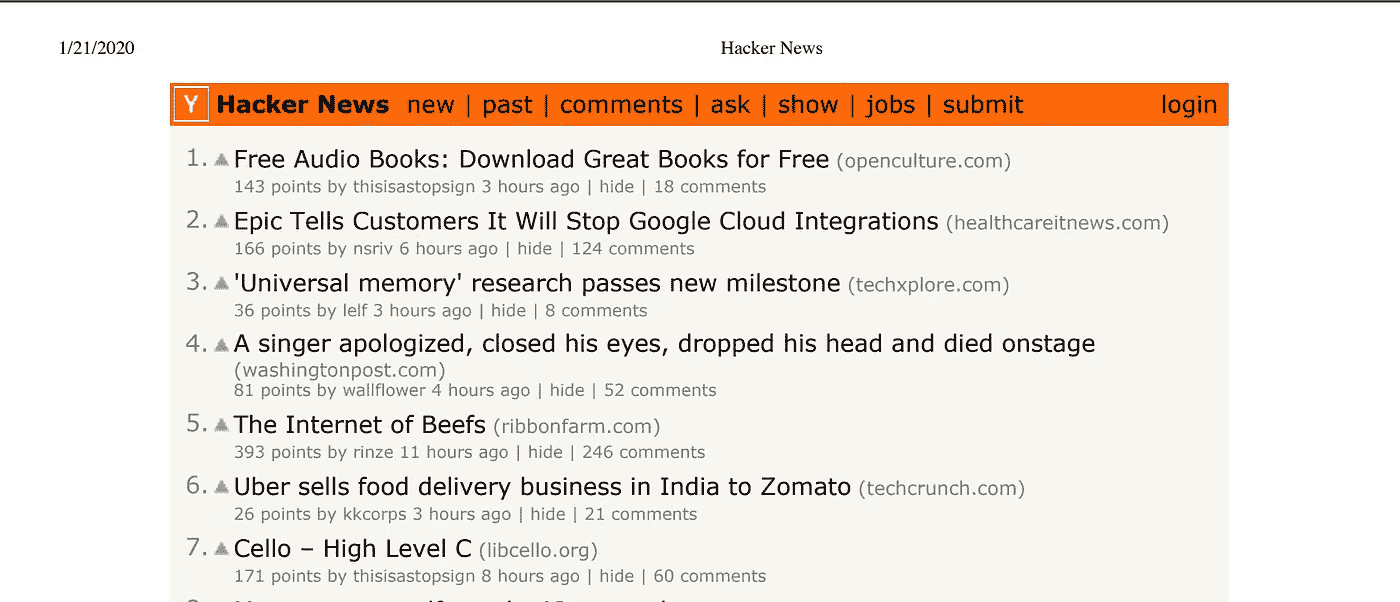 1/21/2020 Hacker News
Y Hacker News new | past | comments | ask | show | jobs | submit login
1. Free Audio Books: Download Great Books for Free (openculture.com)
143 points by thisisastopsign 3 hours ago | hide | 18 comments
2. Epic Tells Customers It Will Stop Google Cloud Integrations (healthcareitnews.com)
166 points by nsriv 6 hours ago | hide | 124 comments
3. 'Universal memory' research passes new milestone (techxplore.com)
36 points by lelf 3 hours ago | hide | 8 comments
4. A singer apologized, closed his eyes, dropped his head and died onstage
(washingtonpost.com)
81 points by wallflower 4 hours ago | hide | 52 comments
5. The Internet of Beefs (ribbonfarm.com)
393 points by rinze 11 hours ago | hide | 246 comments
6. Uber sells food delivery business in India to Zomato (techcrunch.com)
26 points by kkcorps 3 hours ago | hide | 21 comments
7. Cello – High Level C (libcello.org)
171 points by thisisastopsign 8 hours ago | hide | 60 comments